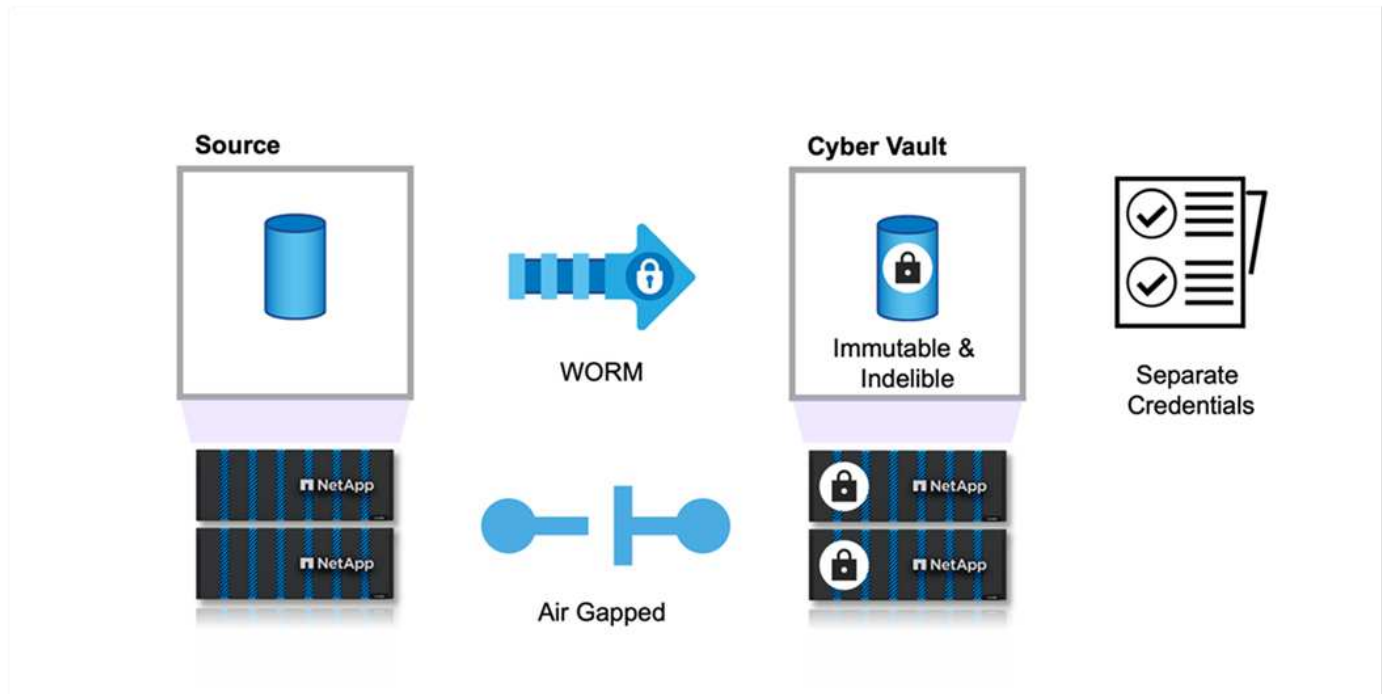 Source
Cyber Vault
WORM
Immutable &
Indelible
Separate
Credentials
NetApp
NetApp
NetApp
NetApp
Air Gapped